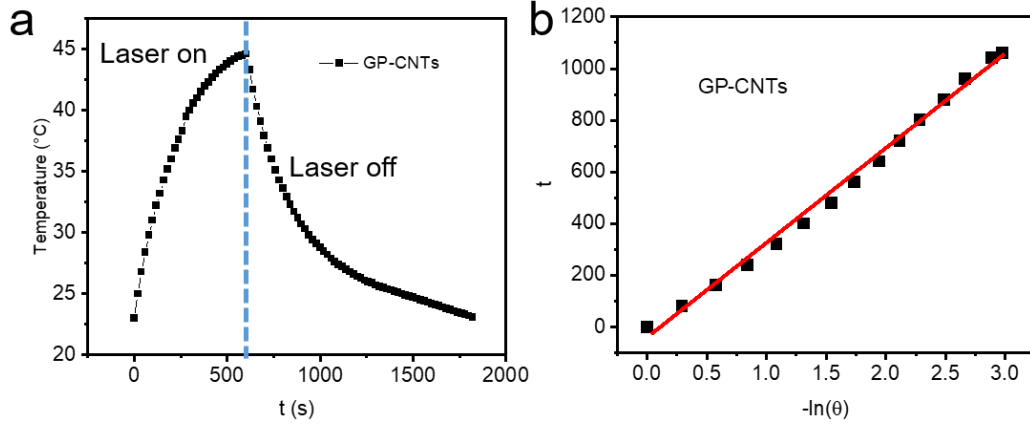 a
Temperature (°C)
45
40
35
30
25
20
Laser on
GP-CNTs
Laser off
0
500
1000
1500
2000
t (s)
b
t
1200
1000
800
600
400
200
0
GP-CNTs
0.0
0.5
1.0
1.5
2.0
2.5
3.0
-ln(θ)